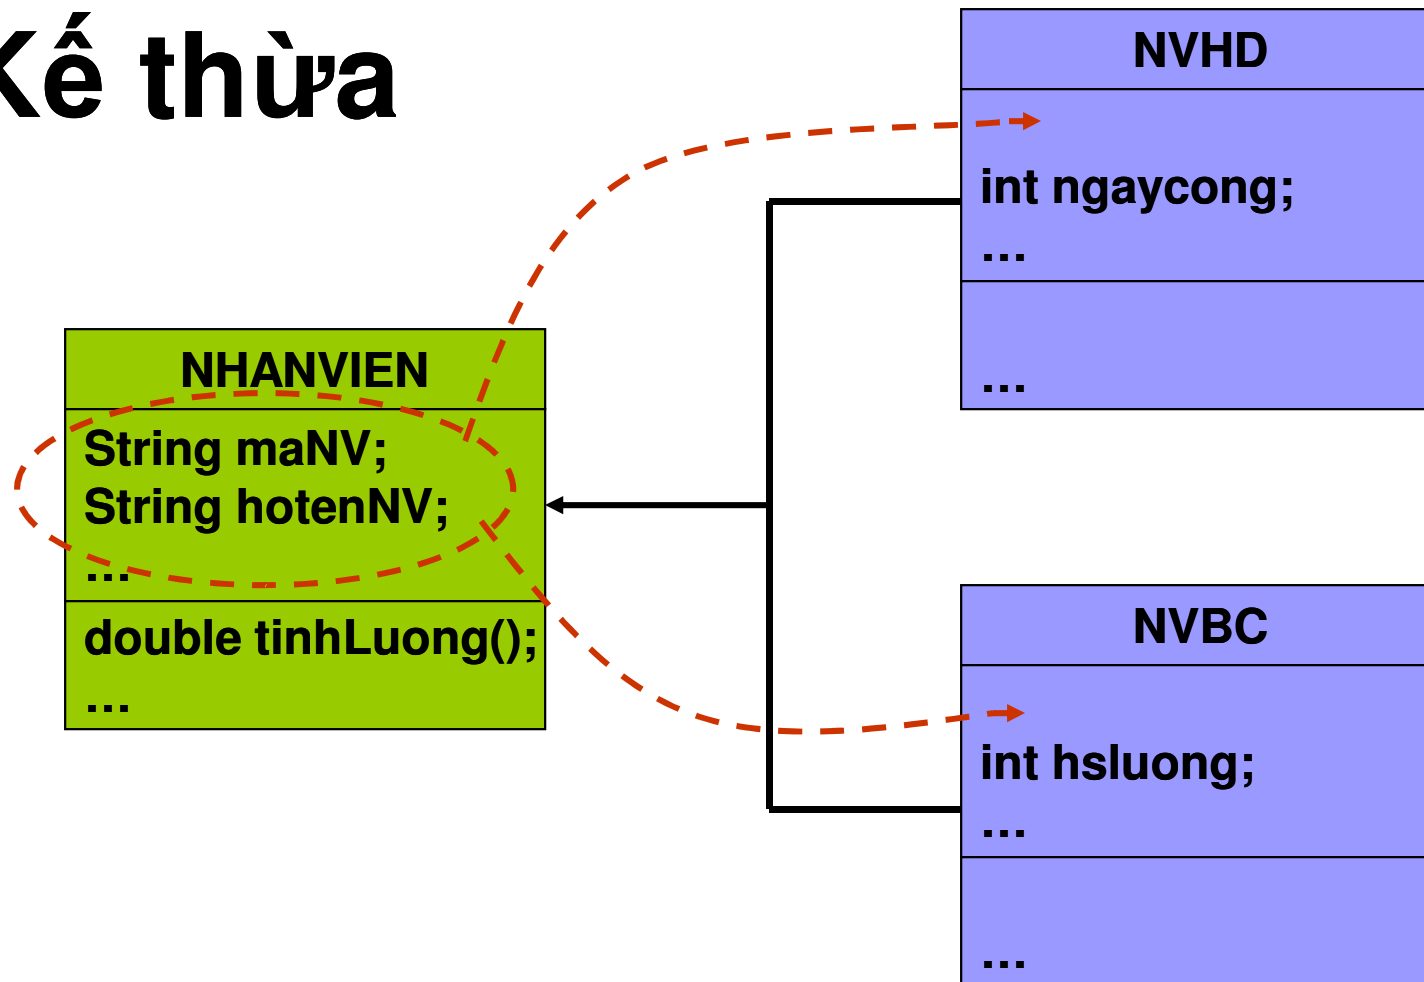 Kế thừa
NHANVIEN
String maNV;
String hotenNV;
...
double tinhLuong();
...
NVHD
int ngaycong;
...
...
NVBC
int hsluong;
...
...